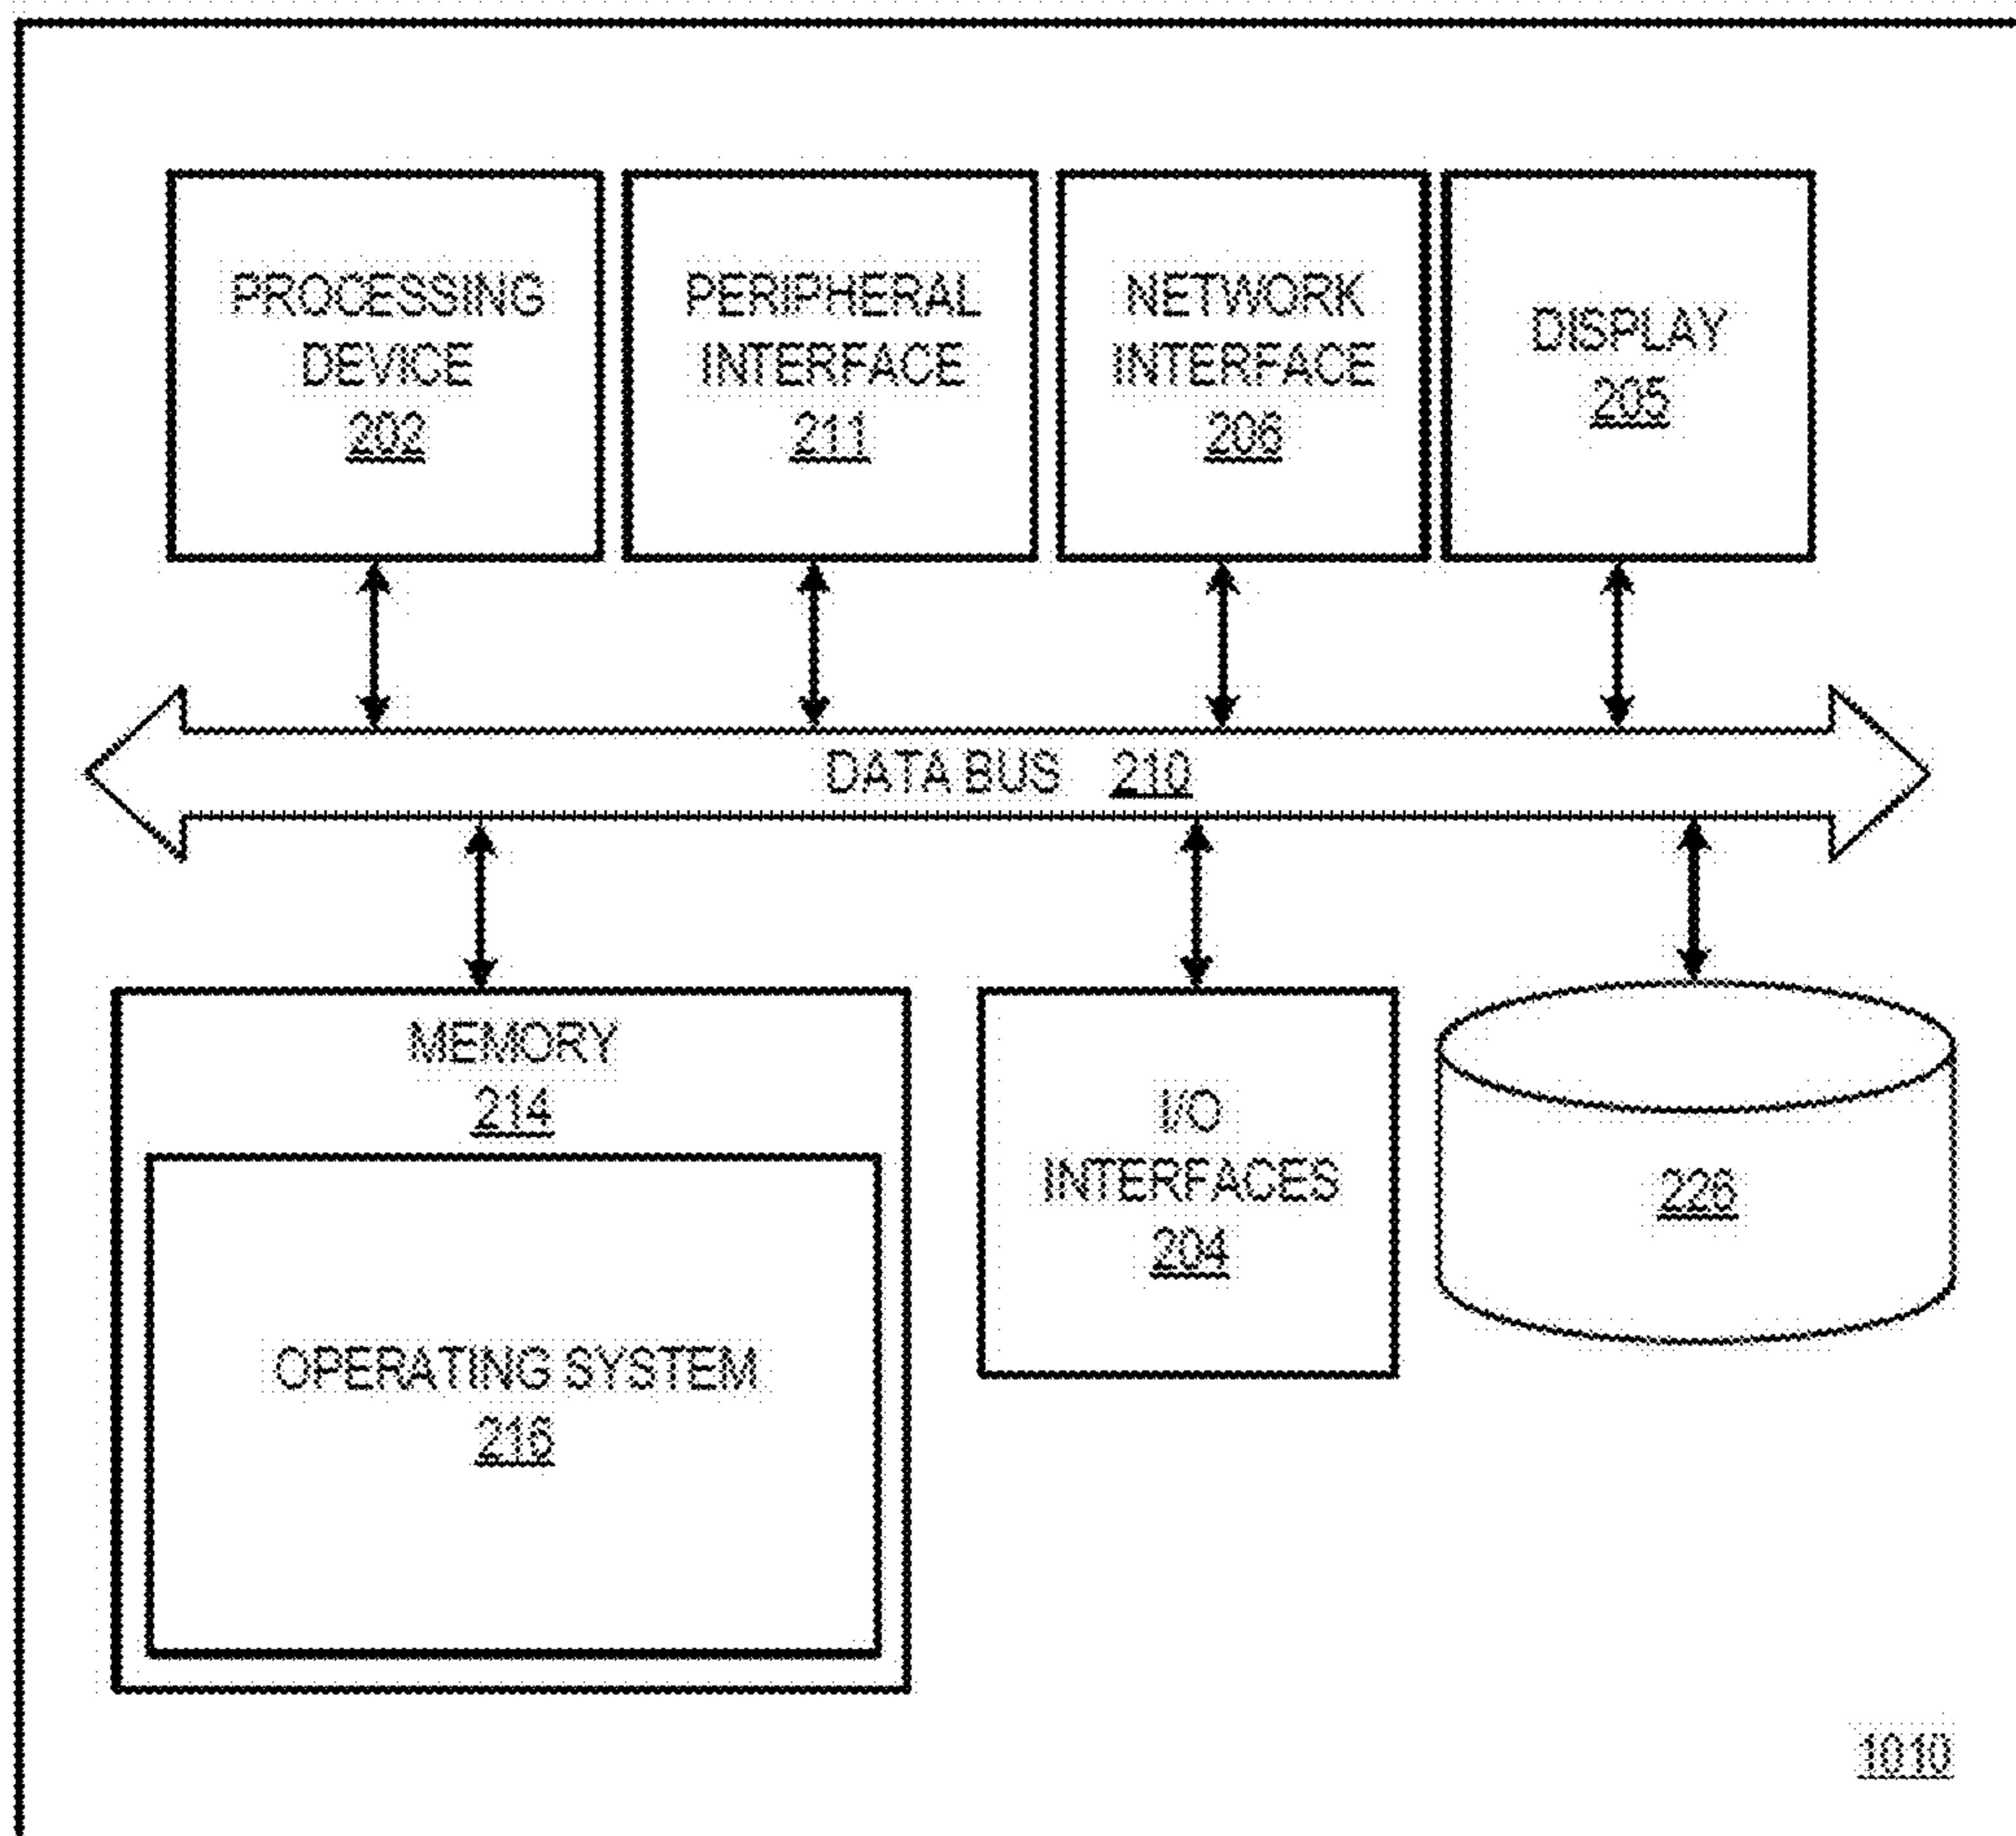 PROCESSING
DEVICE
202
PERIPHERAL
INTERFACE
211
NETWORK
INTERFACE
206
DISPLAY
205
DATA BUS 210
MEMORY
214
OPERATING SYSTEM
216
I/O
INTERFACES
204
226
1010